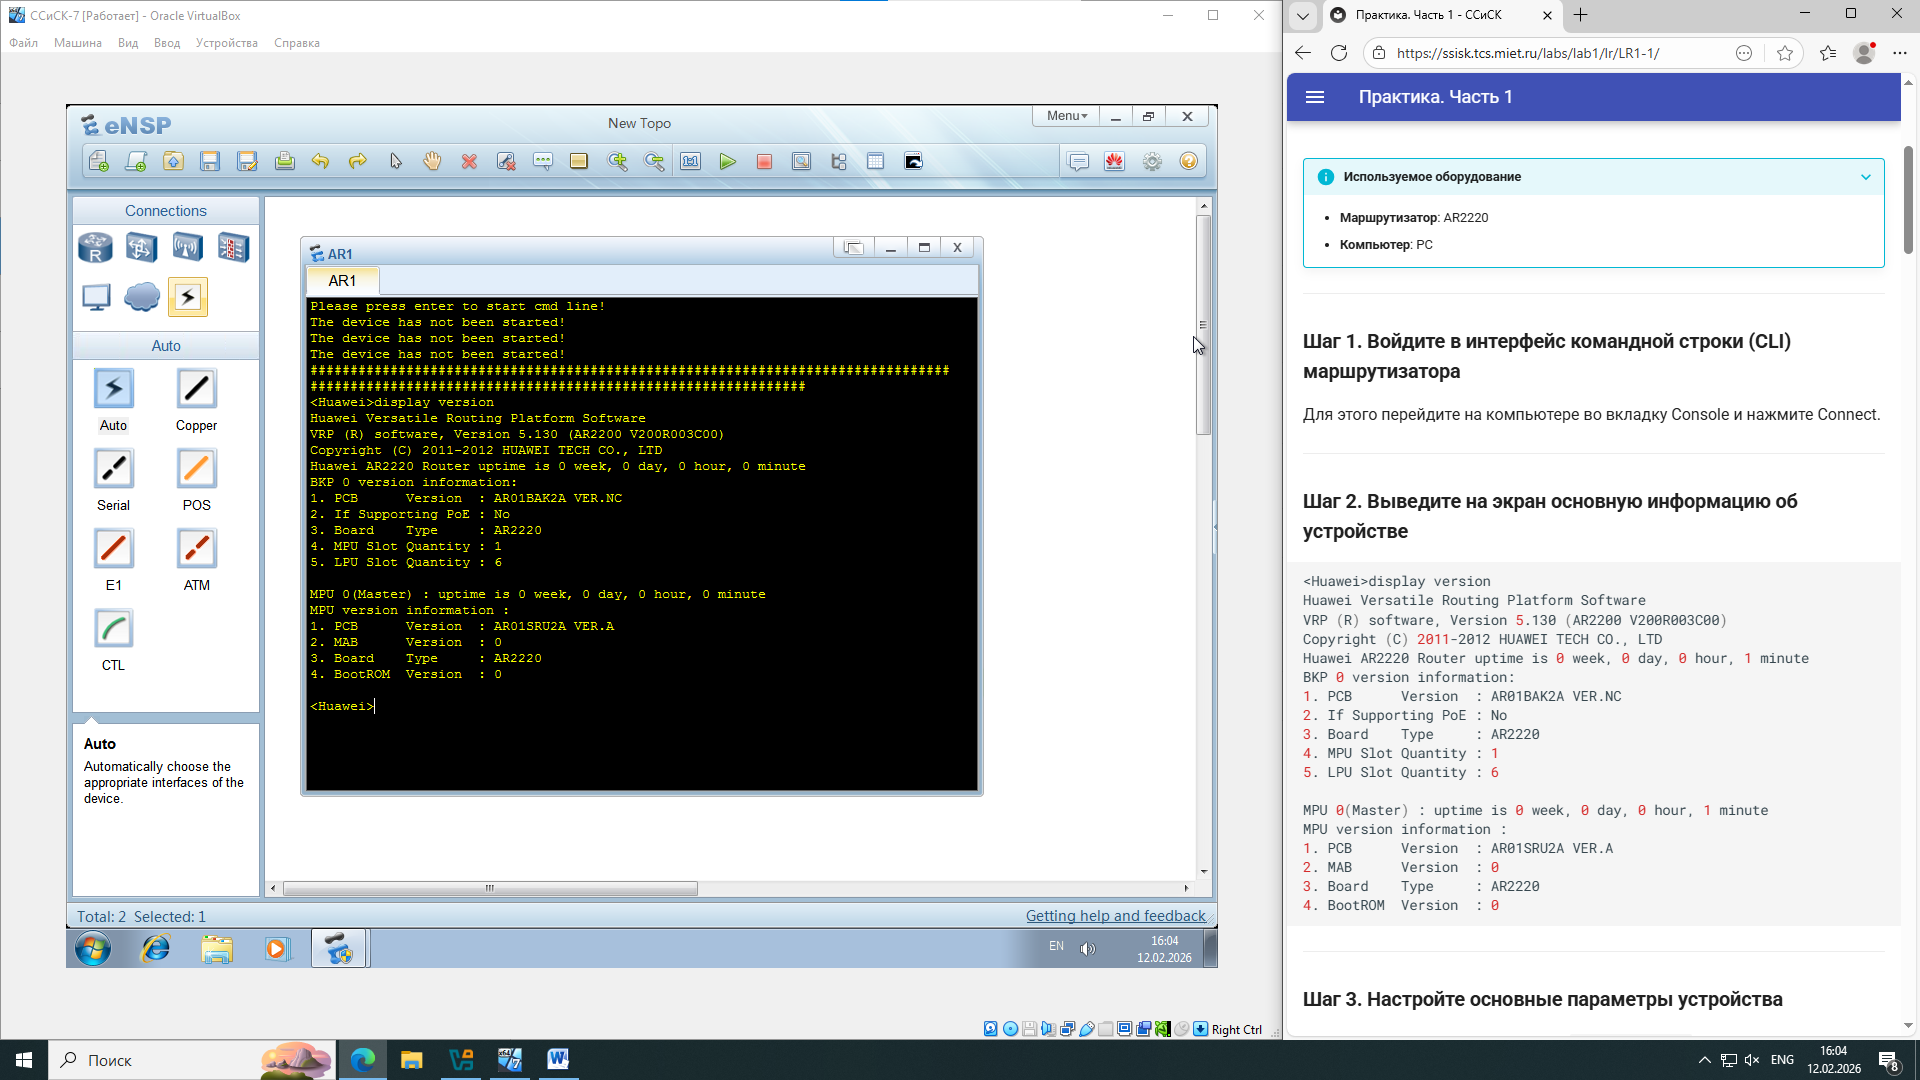 ССиСК-7 [Работает] - Oracle VirtualBox
Файл Машина Вид Ввод Устройства Справка
eNSP
New Topo
Menu
Connections
Auto
Auto
Copper
Serial
POS
E1
ATM
CTL
Auto
Automatically choose the
appropriate interfaces of the
device.
AR1
AR1
Please press enter to start cmd line!
The device has not been started!
The device has not been started!
The device has not been started!
################################################################################
##############################################################
<Huawei>display version
Huawei Versatile Routing Platform Software
VRP (R) software, Version 5.130 (AR2200 V200R003C00)
Copyright (C) 2011-2012 HUAWEI TECH CO., LTD
Huawei AR2220 Router uptime is 0 week, 0 day, 0 hour, 0 minute
BKP 0 version information:
1. PCB      Version  : AR01BAK2A VER.NC
2. If Supporting PoE : No
3. Board    Type     : AR2220
4. MPU Slot Quantity : 1
5. LPU Slot Quantity : 6
MPU 0(Master) : uptime is 0 week, 0 day, 0 hour, 0 minute
MPU version information :
1. PCB      Version  : AR01SRU2A VER.A
2. MAB      Version  : 0
3. Board    Type     : AR2220
4. BootROM  Version  : 0
<Huawei>
Total: 2 Selected: 1
Getting help and feedback
EN
16:04
12.02.2026
Right Ctrl
Практика. Часть 1 - ССиСК
https://ssisk.tcs.miet.ru/labs/lab1/lr/LR1-1/
Практика. Часть 1
Используемое оборудование
• Маршрутизатор: AR2220
• Компьютер: PC
Шаг 1. Войдите в интерфейс командной строки (CLI)
маршрутизатора
Для этого перейдите на компьютере во вкладку Console и нажмите Connect.
Шаг 2. Выведите на экран основную информацию об
устройстве
<Huawei>display version
Huawei Versatile Routing Platform Software
VRP (R) software, Version 5.130 (AR2200 V200R003C00)
Copyright (C) 2011-2012 HUAWEI TECH CO., LTD
Huawei AR2220 Router uptime is 0 week, 0 day, 0 hour, 1 minute
BKP 0 version information:
1. PCB      Version  : AR01BAK2A VER.NC
2. If Supporting PoE : No
3. Board    Type     : AR2220
4. MPU Slot Quantity : 1
5. LPU Slot Quantity : 6
MPU 0(Master) : uptime is 0 week, 0 day, 0 hour, 1 minute
MPU version information :
1. PCB      Version  : AR01SRU2A VER.A
2. MAB      Version  : 0
3. Board    Type     : AR2220
4. BootROM  Version  : 0
Шаг 3. Настройте основные параметры устройства
Поиск
ENG
16:04
12.02.2026
8